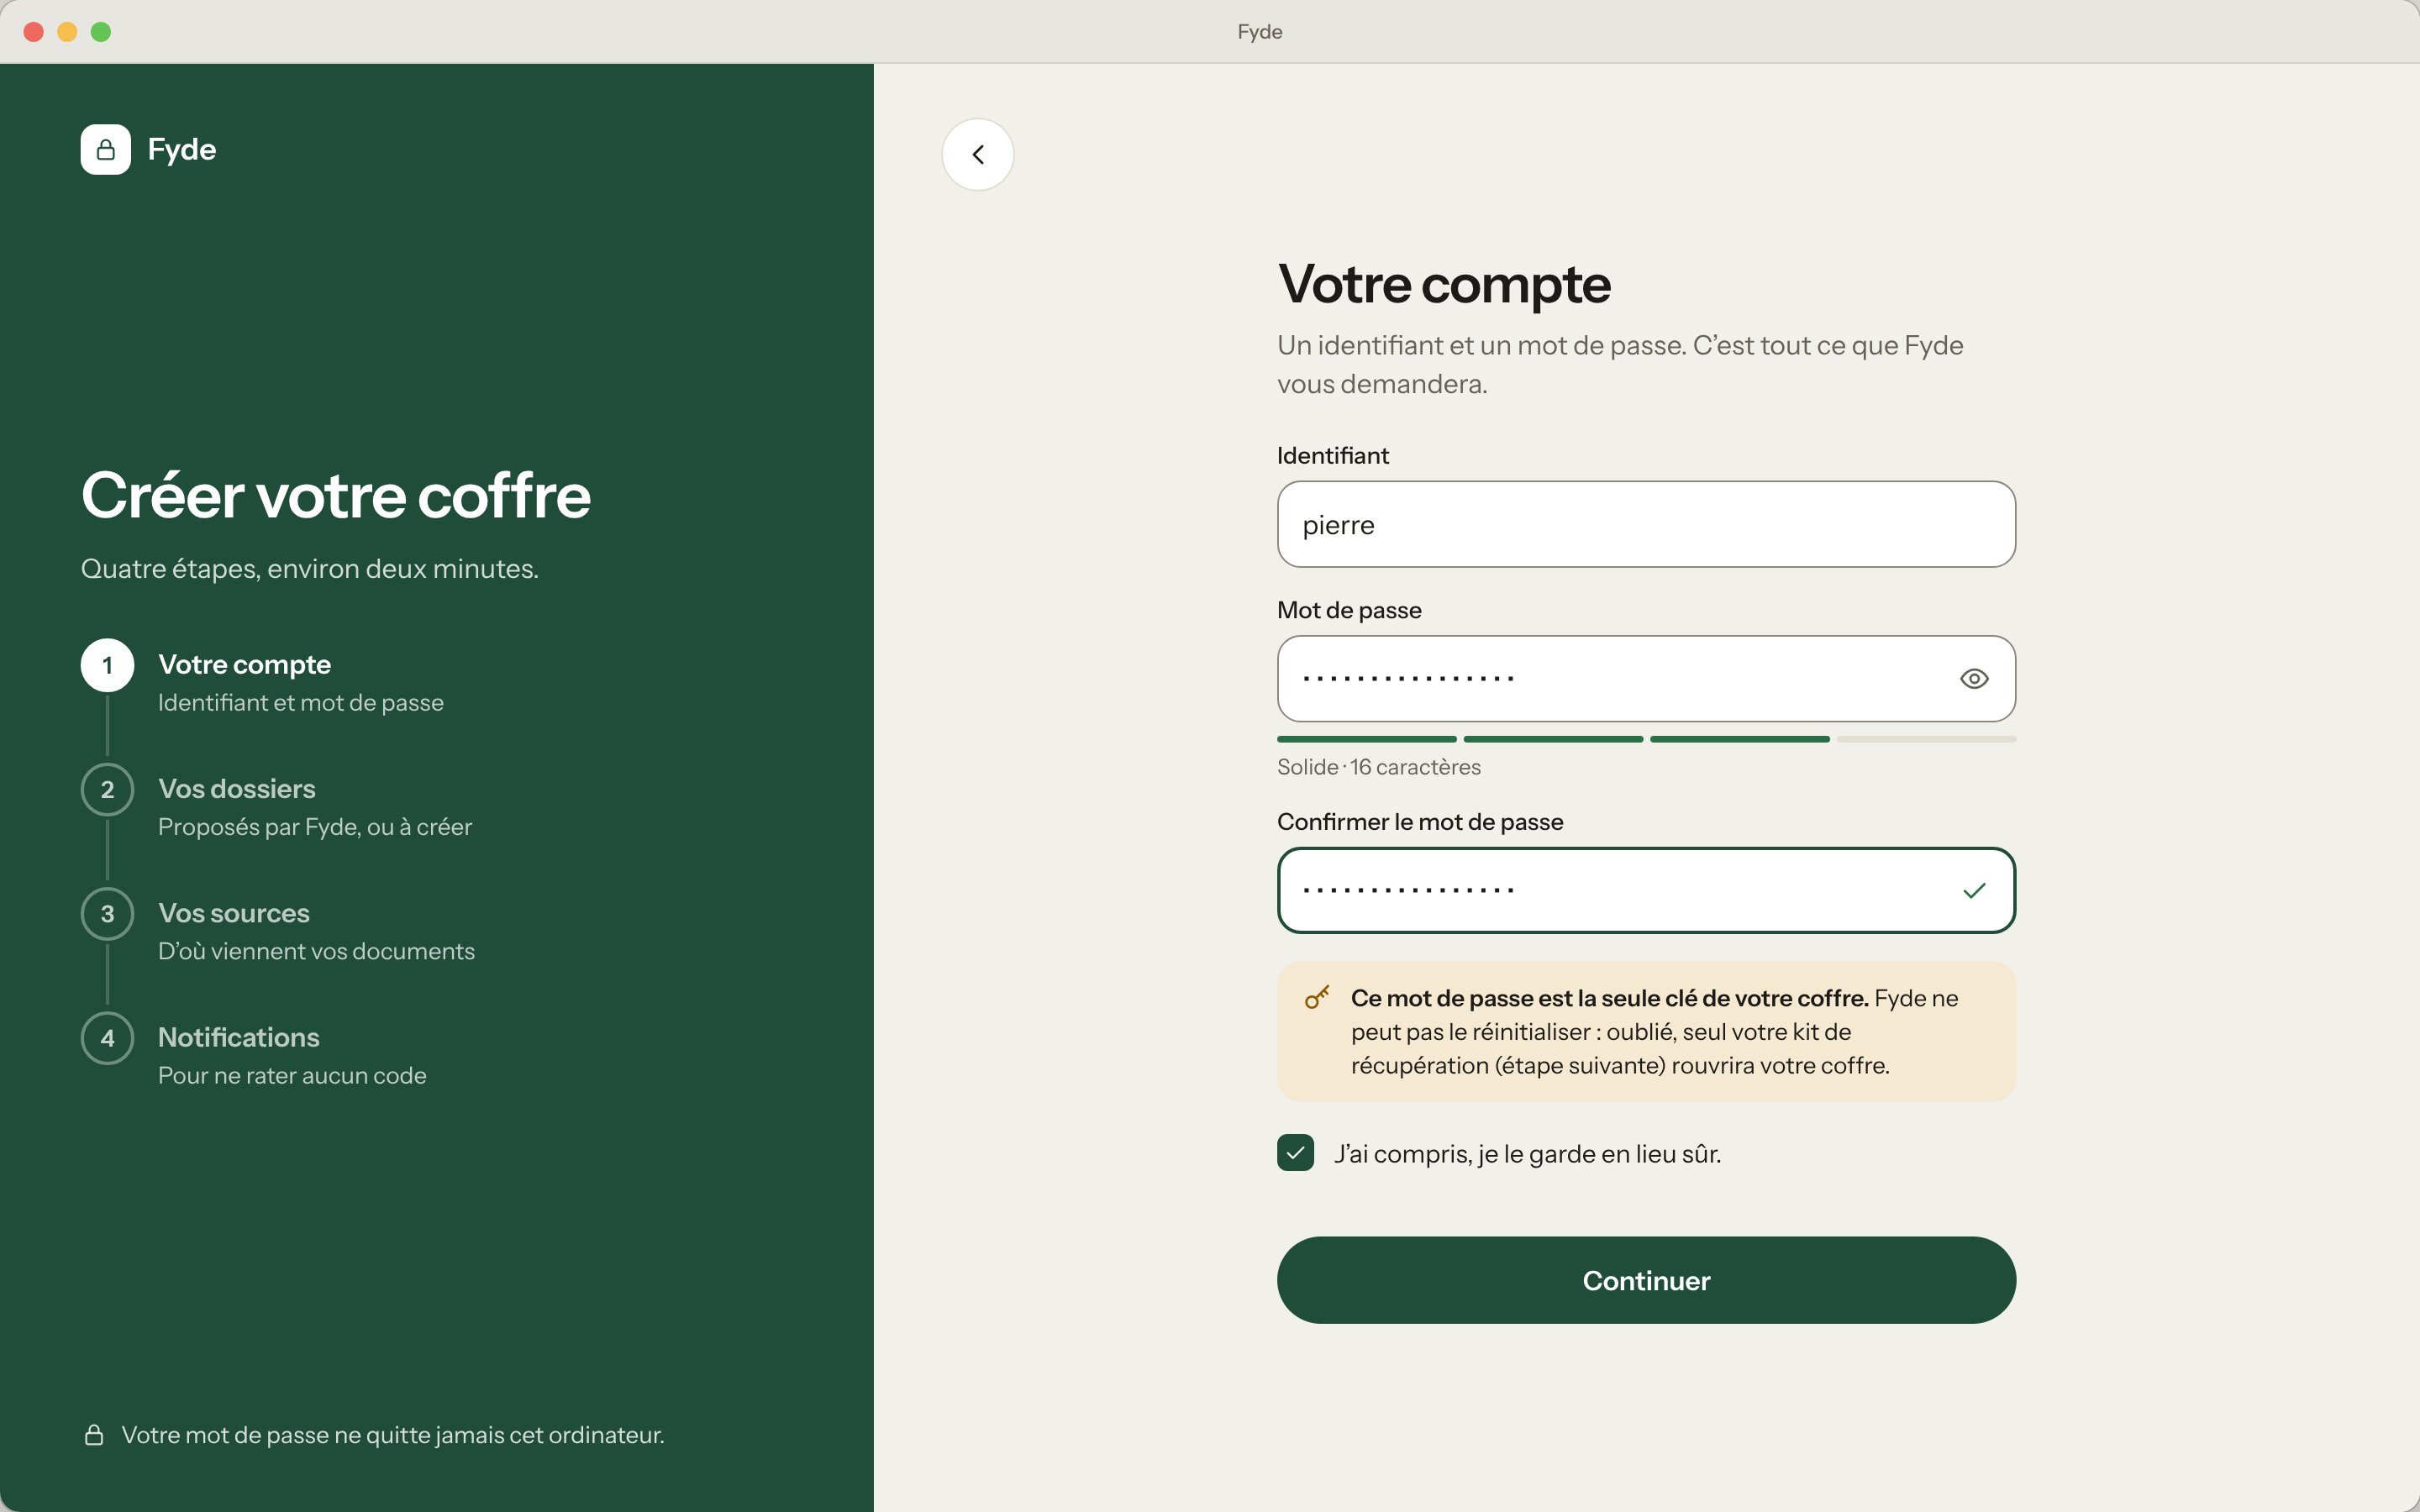 Fyde
Fyde
Créer votre coffre
Quatre étapes, environ deux minutes.
1
Votre compte
Identifiant et mot de passe
2
Vos dossiers
Proposés par Fyde, ou à créer
3
Vos sources
D’où viennent vos documents
4
Notifications
Pour ne rater aucun code
Votre mot de passe ne quitte jamais cet ordinateur.
Votre compte
Un identifiant et un mot de passe. C’est tout ce que Fyde
vous demandera.
Identifiant
pierre
Mot de passe
················
Solide · 16 caractères
Confirmer le mot de passe
················
Ce mot de passe est la seule clé de votre coffre. Fyde ne
peut pas le réinitialiser : oublié, seul votre kit de
récupération (étape suivante) rouvrira votre coffre.
J’ai compris, je le garde en lieu sûr.
Continuer